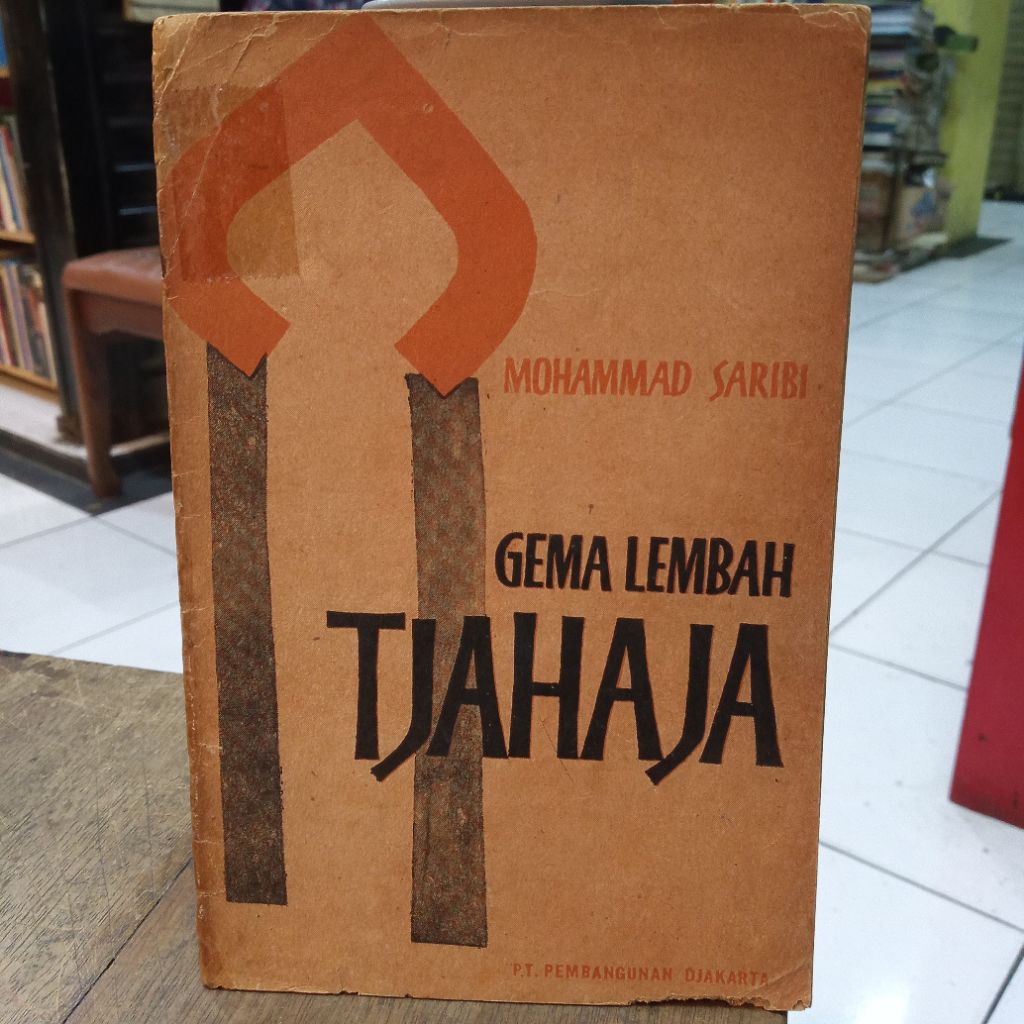 MOHAMMAD SARIBI
GEMA LEMBAH
TJAHAJA
P.T. PEMBANGUNAN DJAKARTA